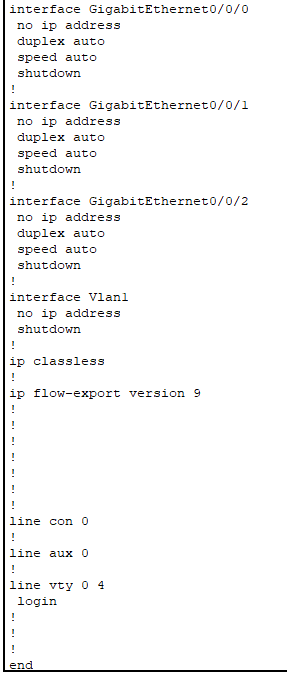 interface GigabitEthernet0/0/0
 no ip address
 duplex auto
 speed auto
 shutdown
!
interface GigabitEthernet0/0/1
 no ip address
 duplex auto
 speed auto
 shutdown
!
interface GigabitEthernet0/0/2
 no ip address
 duplex auto
 speed auto
 shutdown
!
interface Vlan1
 no ip address
 shutdown
!
ip classless
!
ip flow-export version 9
!
!
!
!
!
!
!
line con 0
!
line aux 0
!
line vty 0 4
 login
!
!
!
end